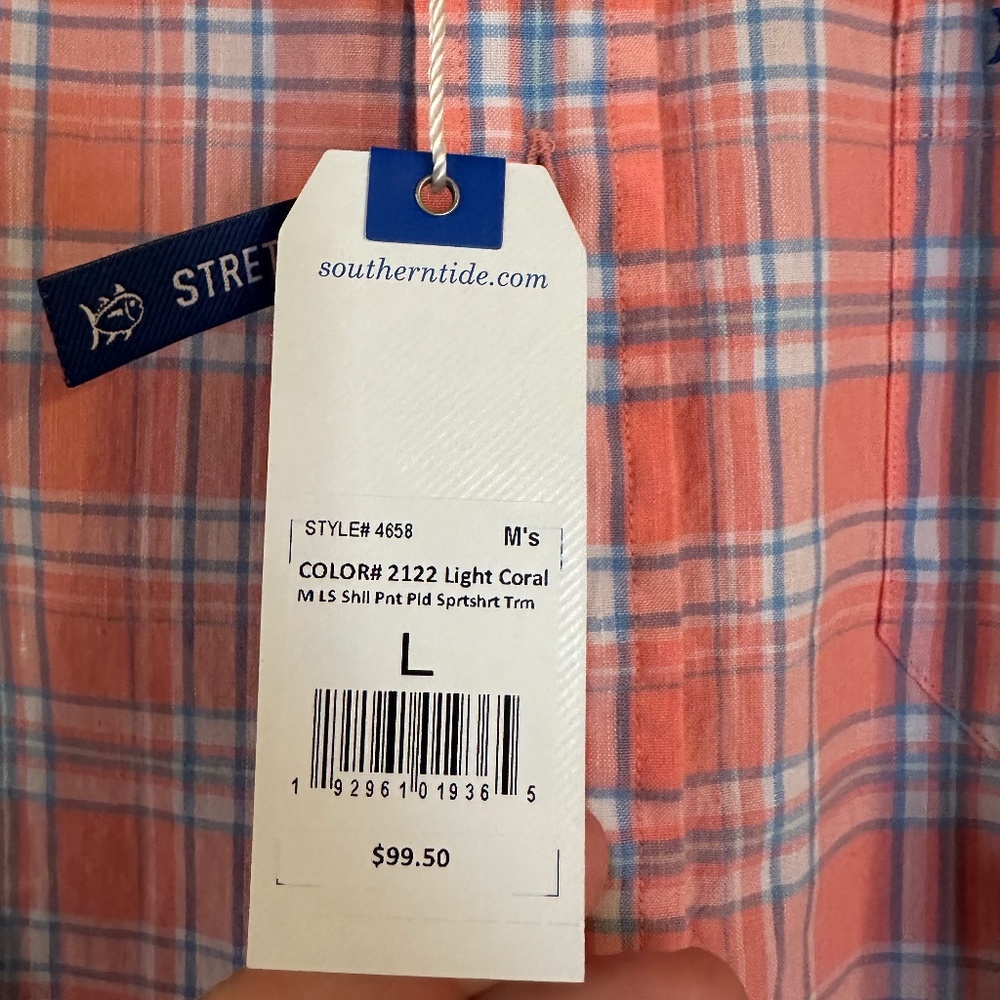 southerntide.com
STRET
STYLE# 4658 M's
COLOR# 2122 Light Coral
M LS Shll Pnt Pld Sprtshrt Trm
L
1 92961 01936 5
$99.50